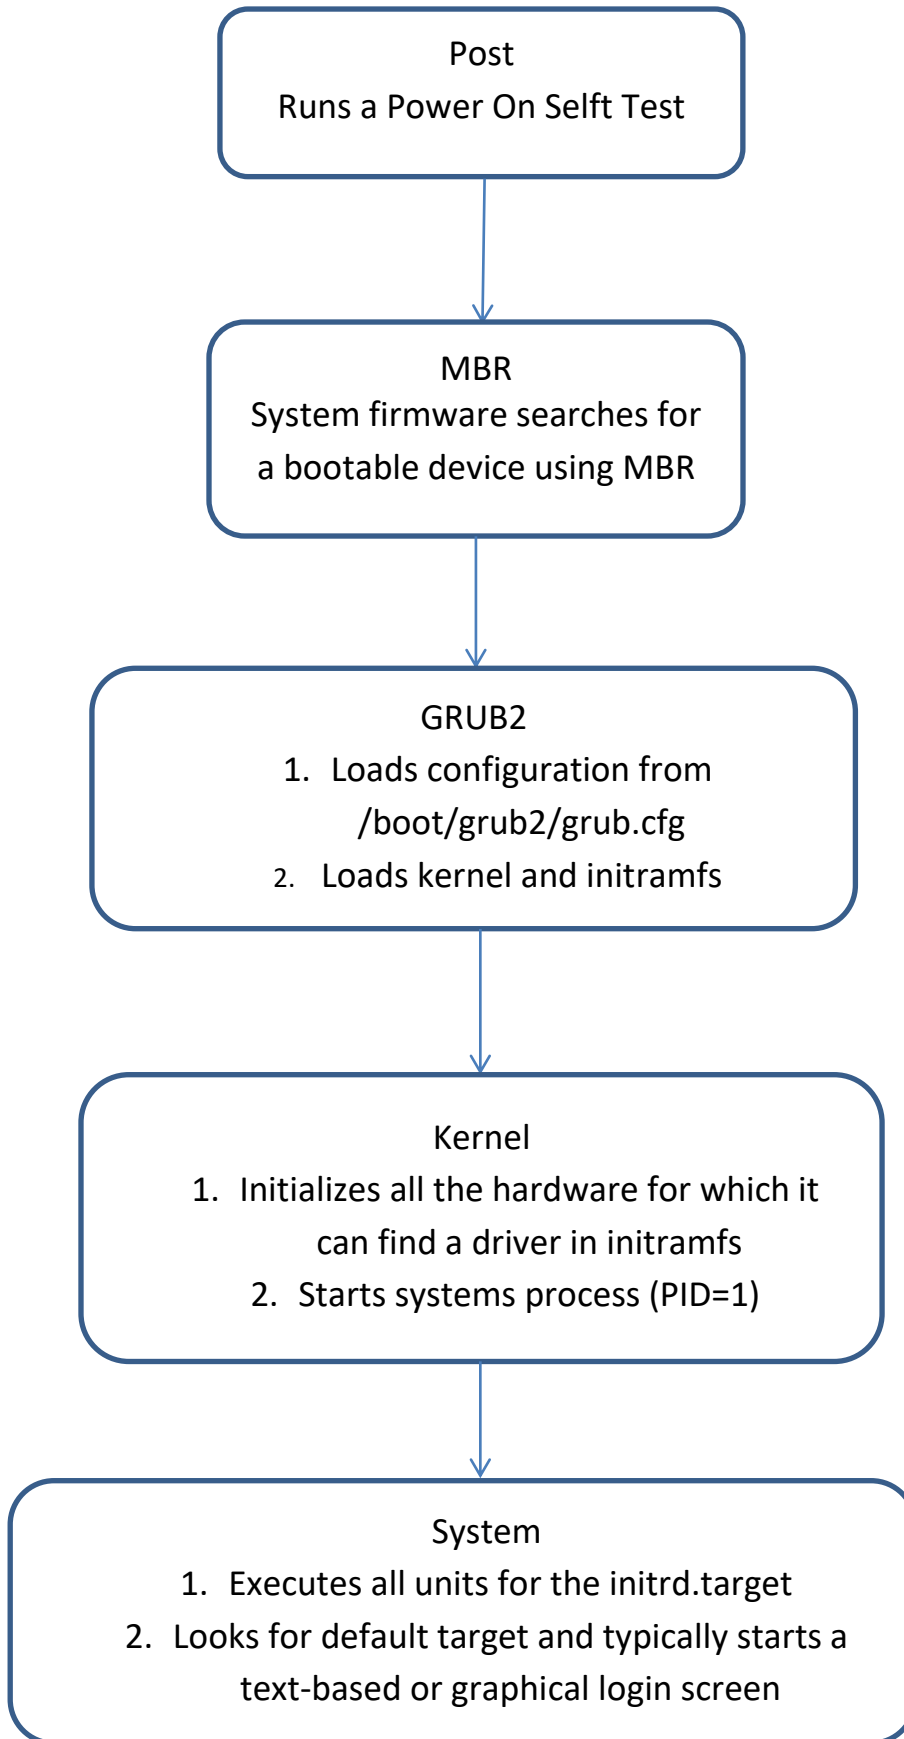 Post
Runs a Power On Selft Test
MBR
System firmware searches for
a bootable device using MBR
GRUB2
1. Loads configuration from
/boot/grub2/grub.cfg
2. Loads kernel and initramfs
Kernel
1. Initializes all the hardware for which it
can find a driver in initramfs
2. Starts systems process (PID=1)
System
1. Executes all units for the initrd.target
2. Looks for default target and typically starts a
text-based or graphical login screen